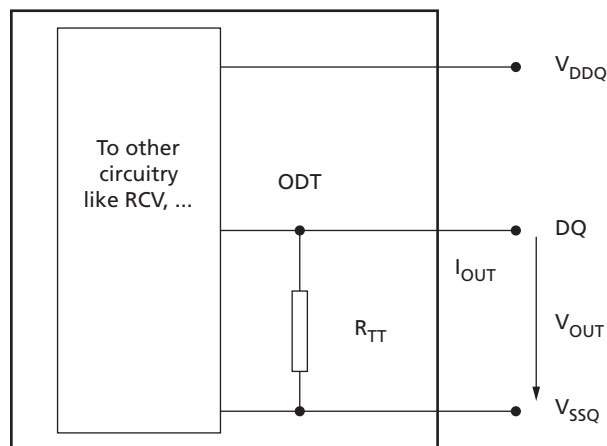 V_DDQ
To other
circuitry
like RCV, ...
ODT
DQ
I_OUT
R_TT
V_OUT
V_SSQ